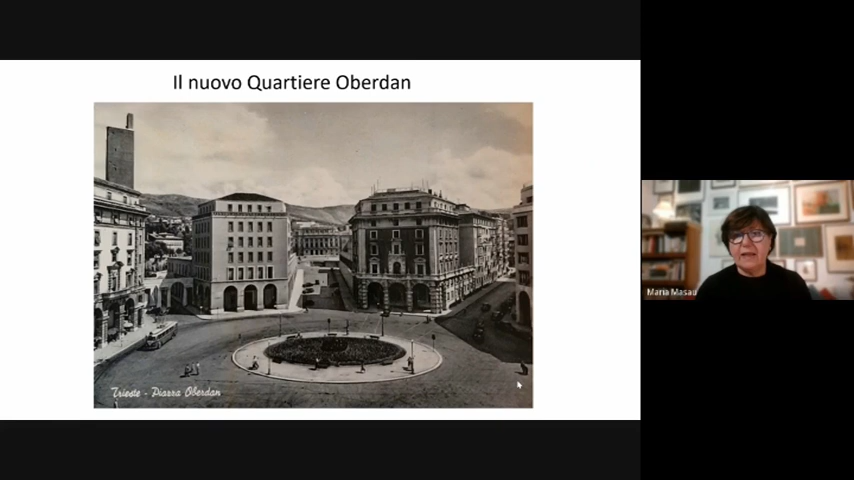 Il nuovo Quartiere Oberdan
Trieste - Piazza Oberdan
Maria Masau